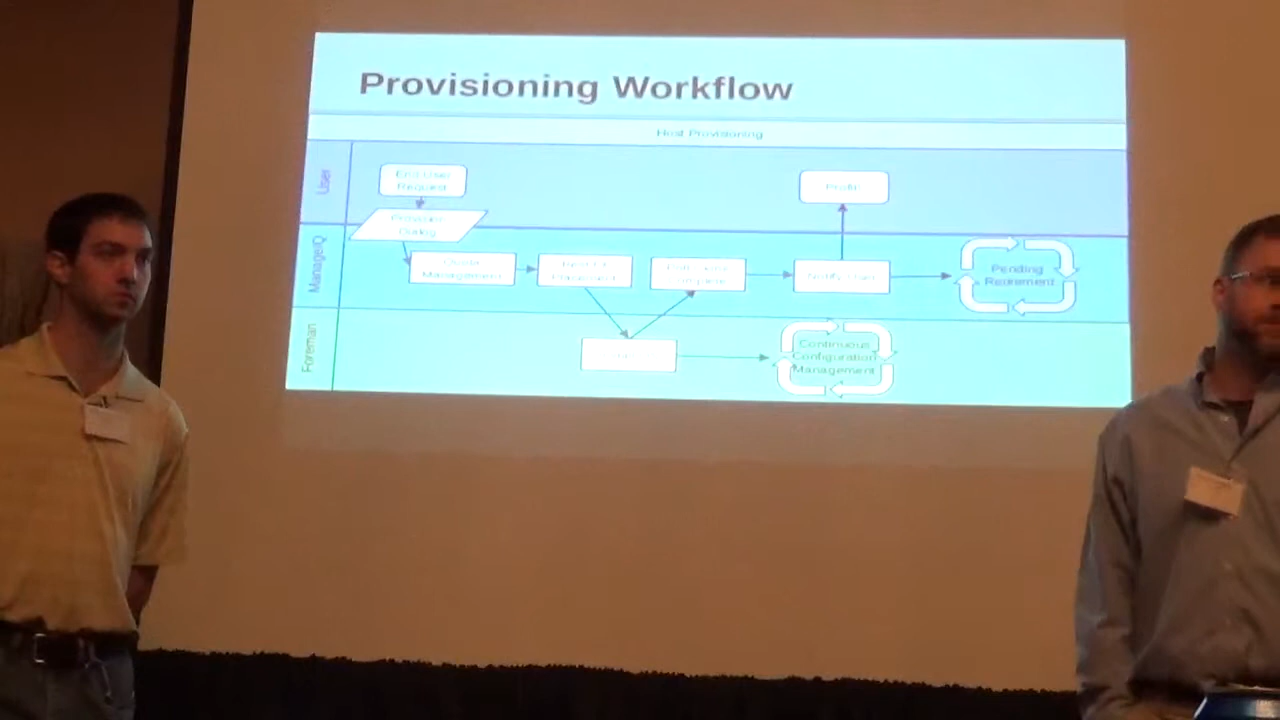 Provisioning Workflow
Host Provisioning
User
End User
Request
Profit!
Provision
Dialog
ManageIQ
Quota
Management
Placement
Notify User
Pending
Retirement
Foreman
Continuous
Configuration
Management